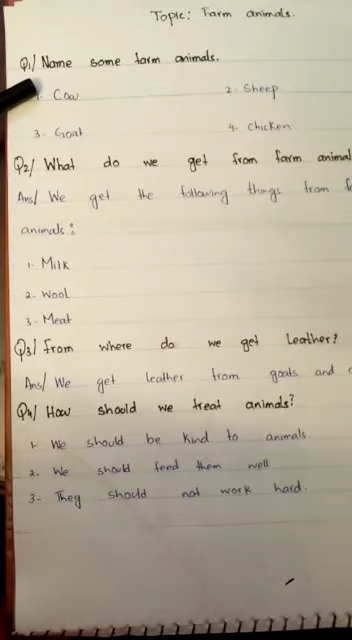 Topic: Farm animals.
Q1/ Name some farm animals.
1. Cow 2. Sheep
3. Goat 4. Chicken
Q2/ What do we get from farm animal
Ans/ We get the following things from
animals:
1. Milk
2. Wool
3. Meat
Q3/ From where do we get Leather?
Ans/ We get leather from goats and
Q4/ How should we treat animals?
1. We should be kind to animals.
2. We should feed them well
3. They should not work hard.